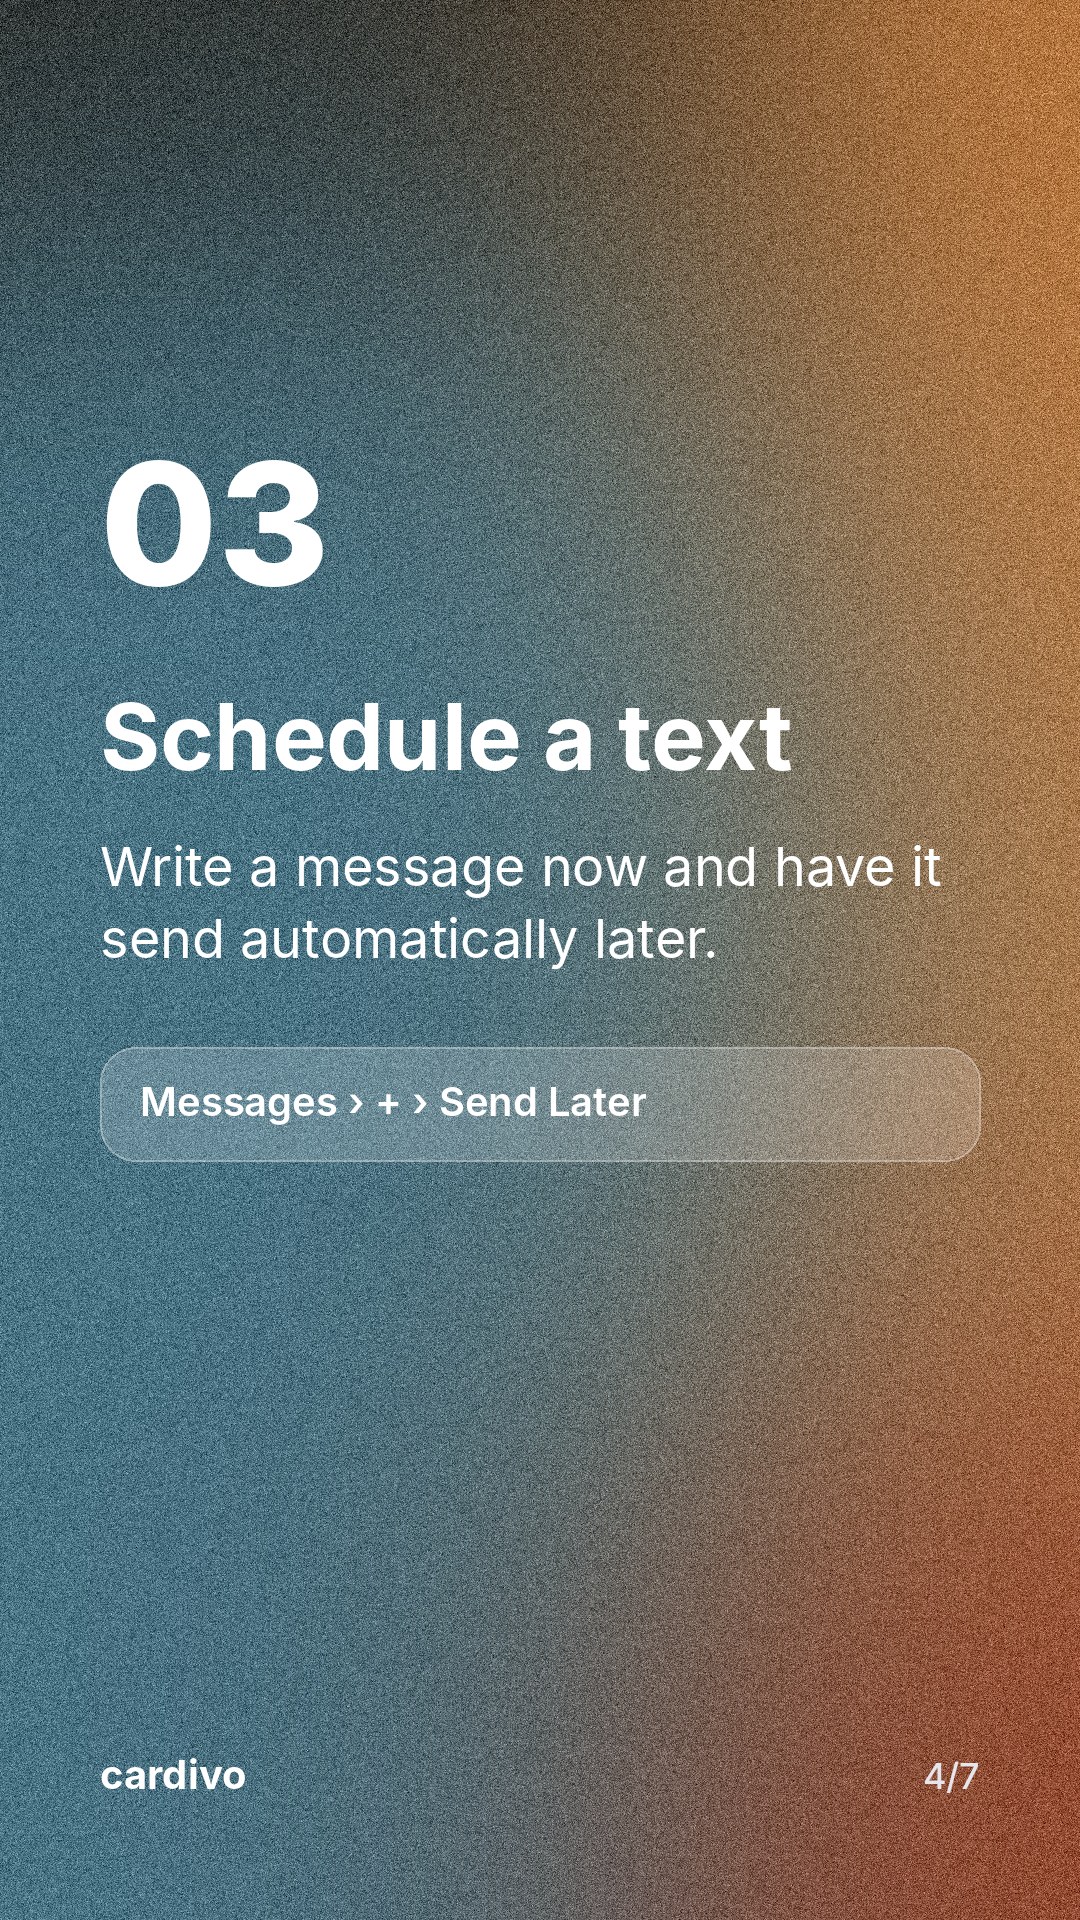 03
Schedule a text
Write a message now and have it
send automatically later.
Messages › + › Send Later
cardivo
4/7